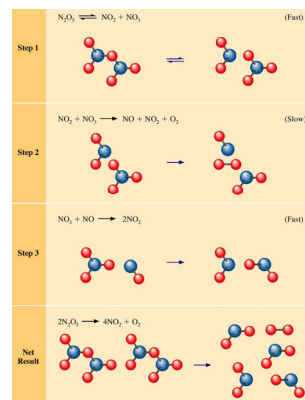 N₂O₅ ⇌ NO₂ + NO₃ (Fast)
Step 1
NO₂ + NO₃ ⟶ NO + NO₂ + O₂ (Slow)
Step 2
NO₃ + NO ⟶ 2NO₂ (Fast)
Step 3
2N₂O₅ ⟶ 4NO₂ + O₂
Net
Result